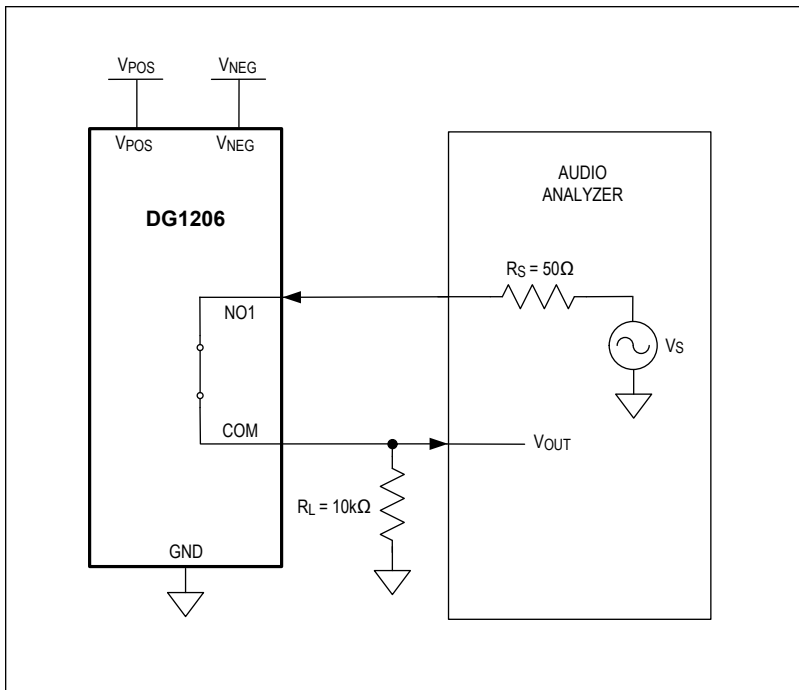 VPOS
VNEG
VPOS
VNEG
AUDIO
ANALYZER
DG1206
RS = 50Ω
NO1
VS
COM
VOUT
RL = 10kΩ
GND